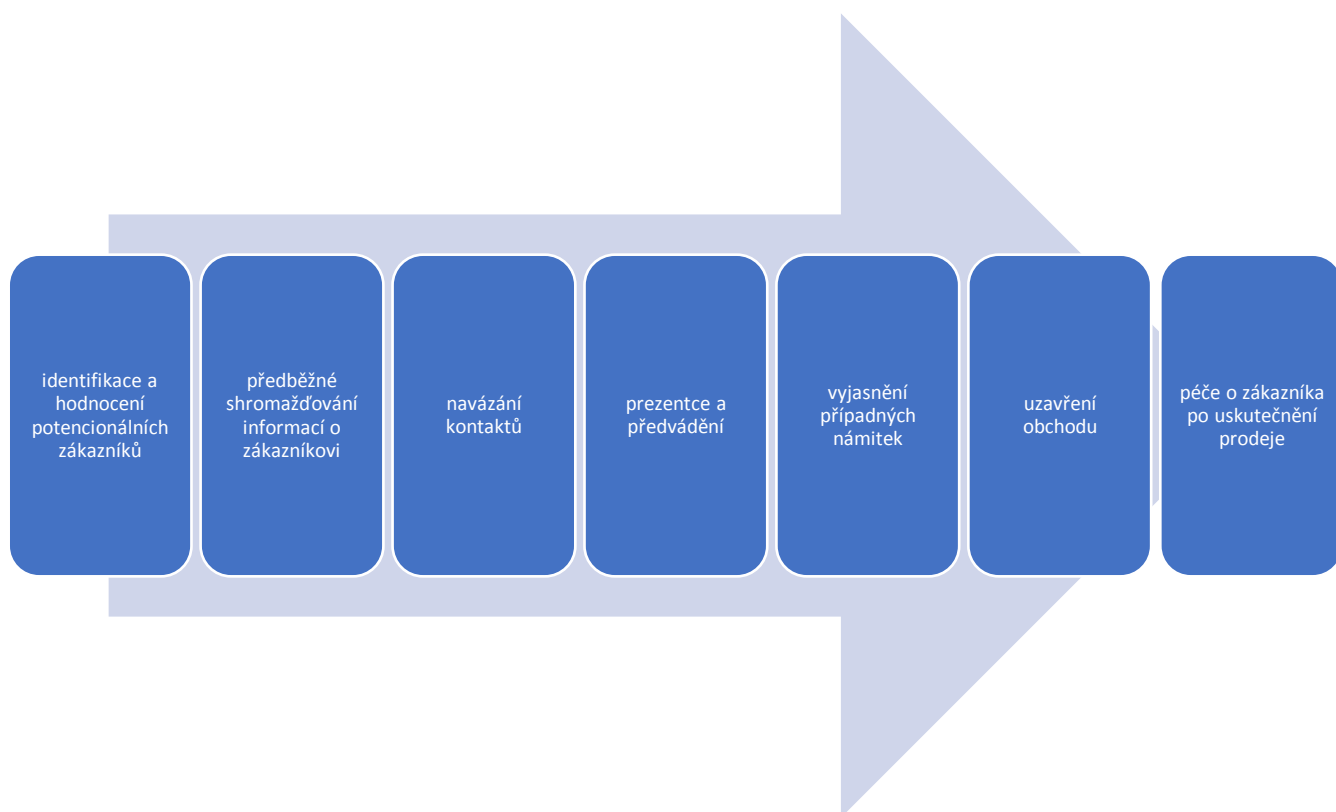 identifikace a
hodnocení
potencionálních
zákazníků
předběžné
shromažďování
informací o
zákazníkovi
navázání
kontaktů
prezentce a
předvádění
vyjasnění
případných
námitek
uzavření
obchodu
péče o zákazníka
po uskutečnění
prodeje